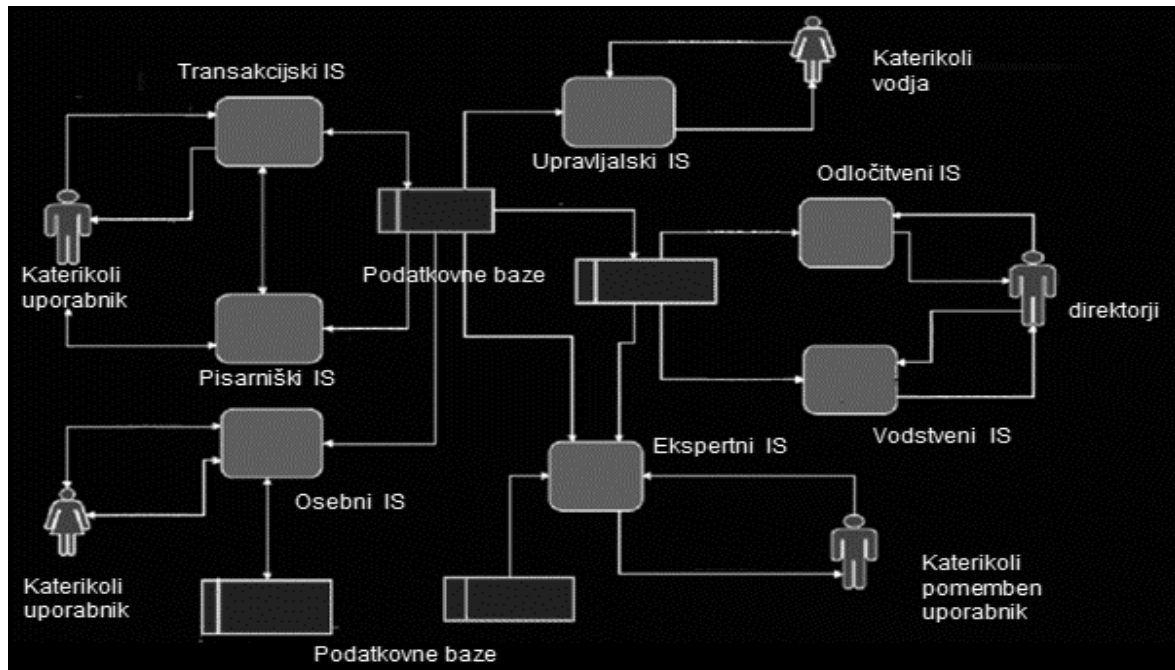 Transakcijski IS
Katerikoli
vodja
Upravljalski IS
Odločitveni IS
Katerikoli
uporabnik
Podatkovne baze
direktorji
Pisarniški IS
Vodstveni IS
Ekspertni IS
Osebni IS
Katerikoli
uporabnik
Katerikoli
pomemben
uporabnik
Podatkovne baze